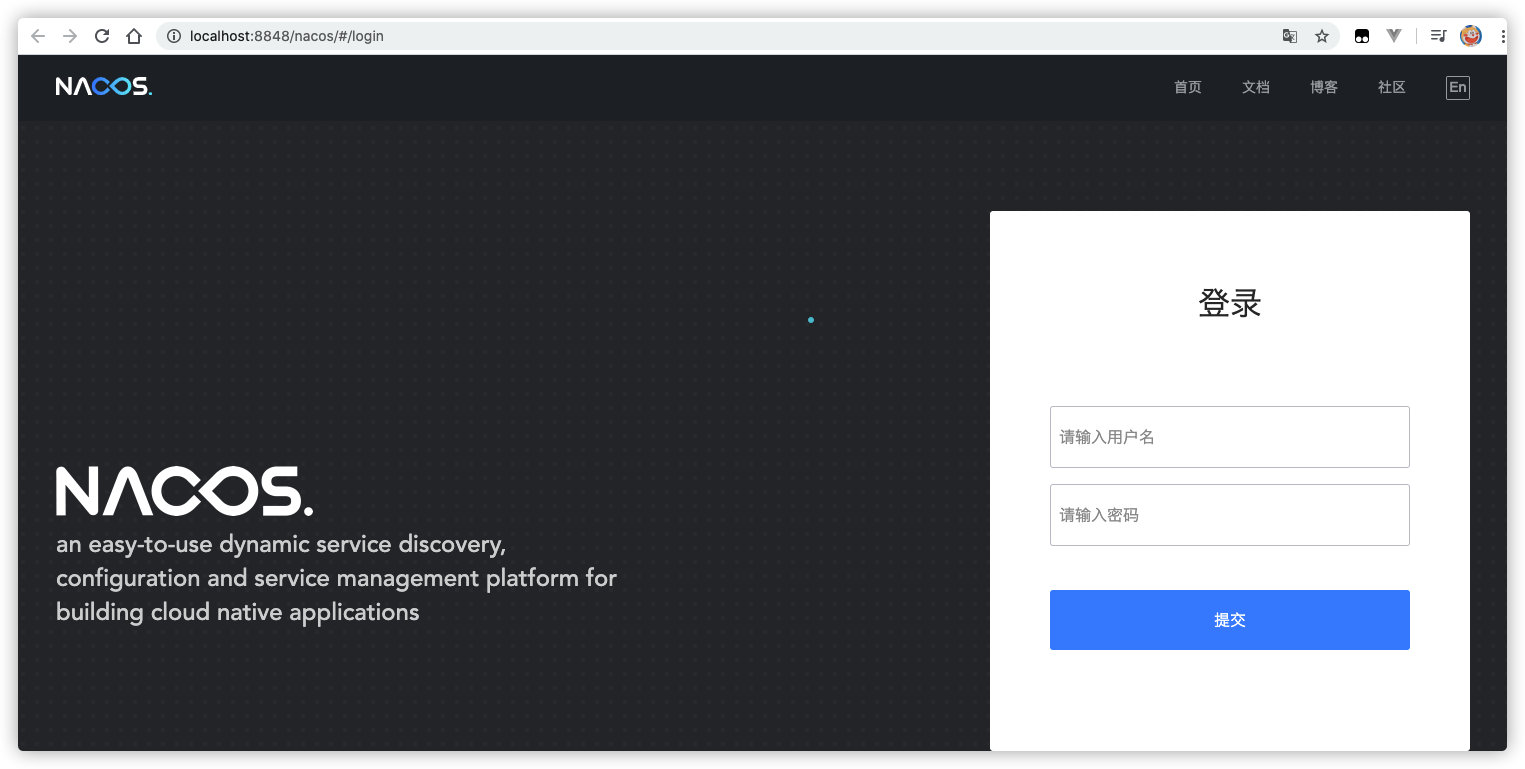 localhost:8848/nacos/#/login
NACOS.
首页 文档 博客 社区 En
登录
请输入用户名
请输入密码
提交
NACOS.
an easy-to-use dynamic service discovery,
configuration and service management platform for
building cloud native applications